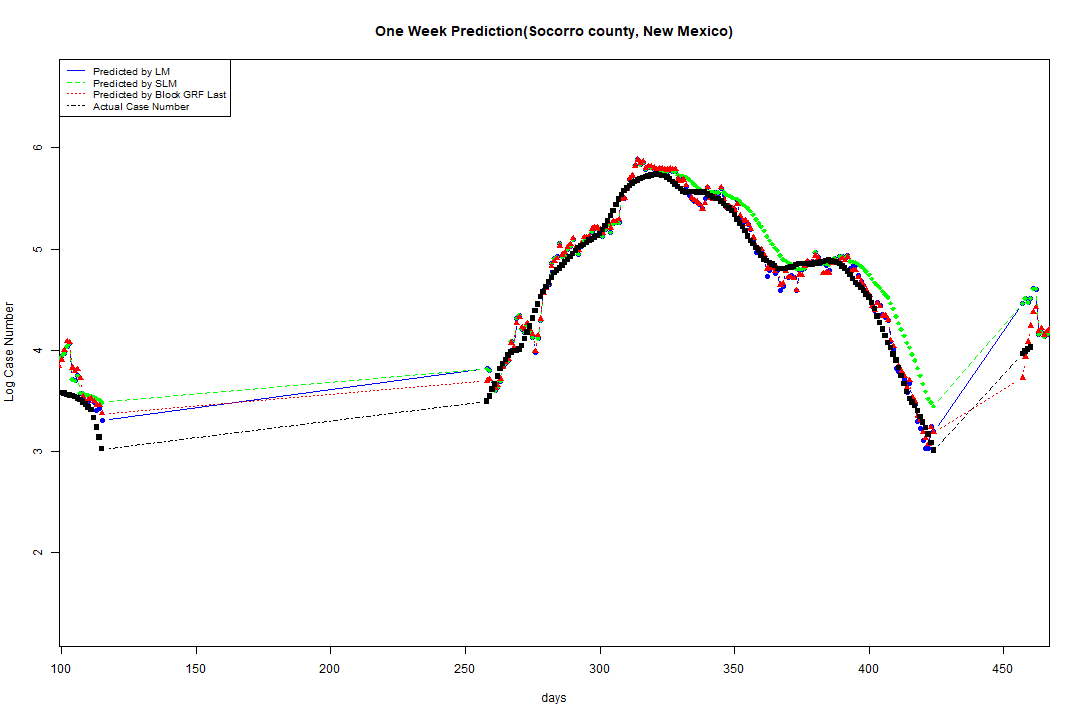 One Week Prediction(Socorro county, New Mexico)
Predicted by LM
Predicted by SLM
Predicted by Block GRF Last
Actual Case Number
6
5
4
3
2
Log Case Number
100 150 200 250 300 350 400 450
days